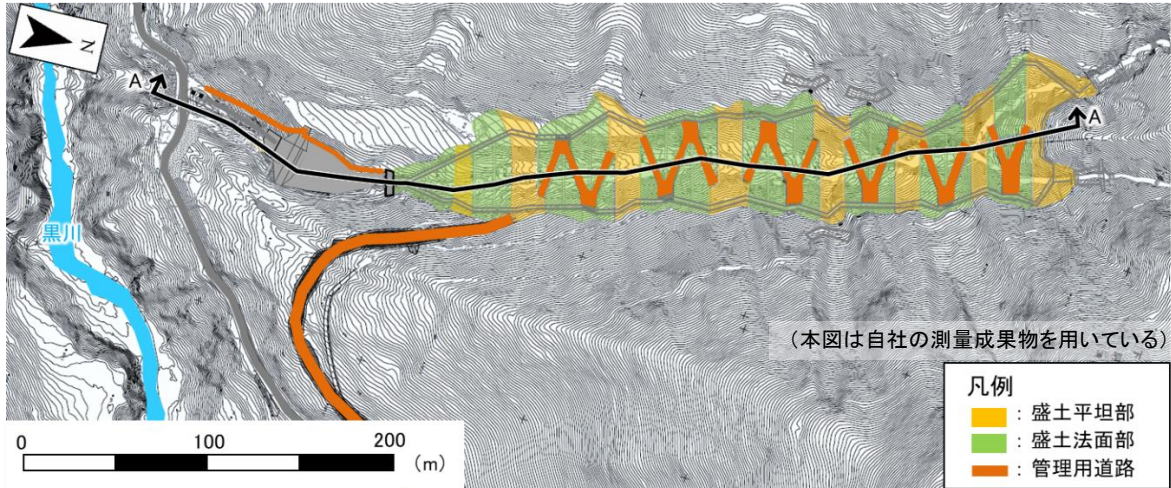 N
A
A
黒川
（本図は自社の測量成果物を用いている）
凡例
：盛土平坦部
：盛土法面部
：管理用道路
0 100 200
(m)